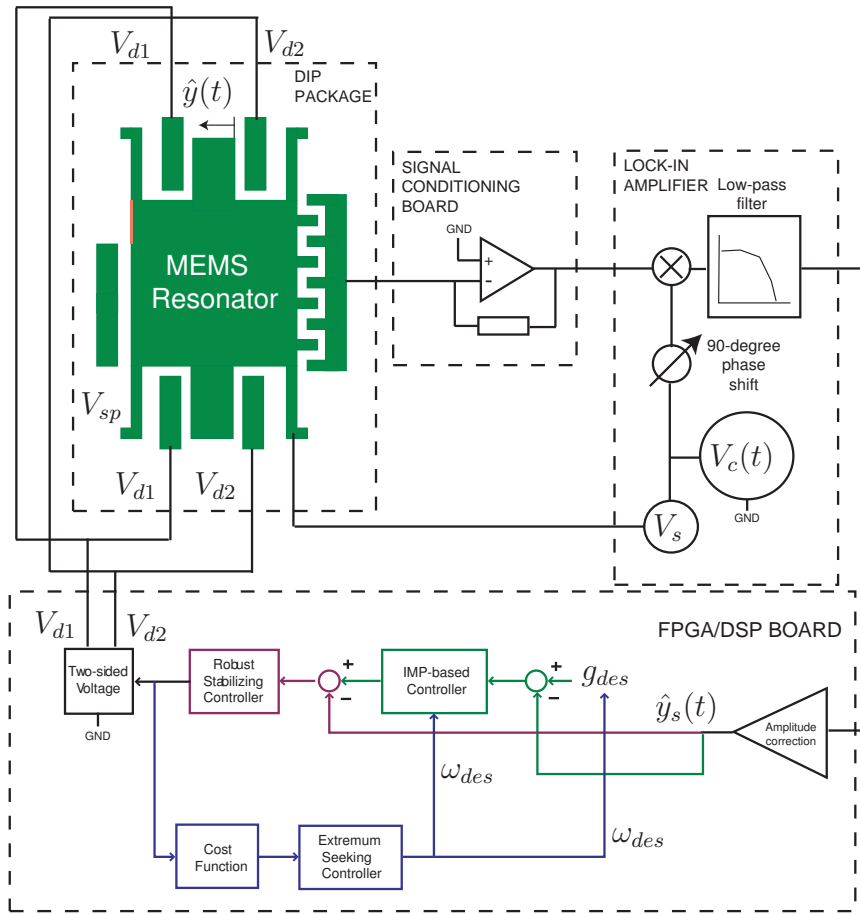 V_{d1}
V_{d2}
DIP
PACKAGE
\hat{y}(t)
MEMS
Resonator
V_{sp}
V_{d1}
V_{d2}
SIGNAL
CONDITIONING
BOARD
GND
+
−
LOCK-IN
AMPLIFIER
Low-pass
filter
90-degree
phase
shift
V_c(t)
GND
V_s
FPGA/DSP BOARD
V_{d1}
V_{d2}
Two-sided
Voltage
GND
Robust
Stabilizing
Controller
+
−
IMP-based
Controller
+
−
g_{des}
\hat{y}_s(t)
Amplitude
correction
ω_{des}
ω_{des}
Cost
Function
Extremum
Seeking
Controller